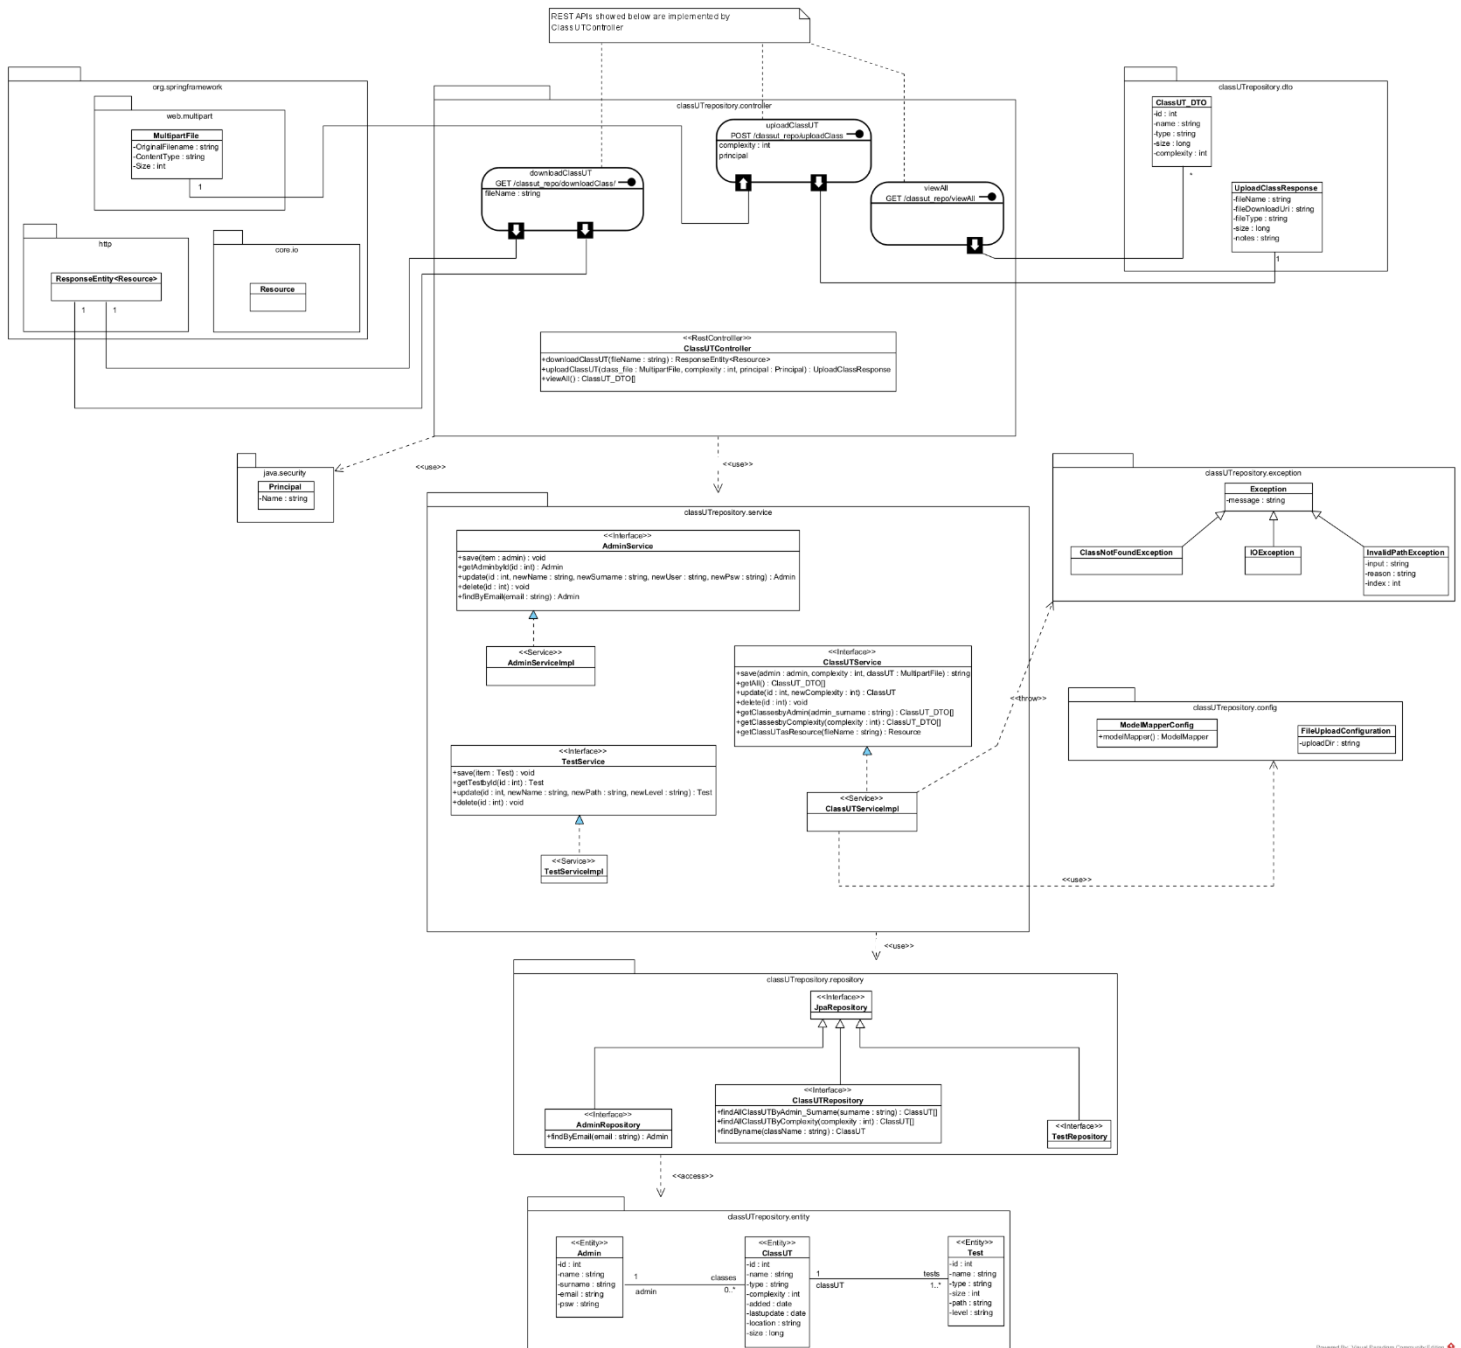 REST APIs showed below are implemented by
ClassUTController
org.springframework
web.multipart
MultipartFile
-OriginalFilename : string
-ContentType : string
-Size : int
1
http
ResponseEntity<Resource>
1
1
core.io
Resource
classUTrepository.controller
downloadClassUT
GET /classut_repo/downloadClass/
fileName : string
uploadClassUT
POST /classut_repo/uploadClass
complexity : int
principal
viewAll
GET /classut_repo/viewAll
<<RestController>>
ClassUTController
+downloadClassUT(fileName : string) : ResponseEntity<Resource>
+uploadClassUT(class_file : MultipartFile, complexity : int, principal : Principal) : UploadClassResponse
+viewAll() : ClassUT_DTO[]
classUTrepository.dto
ClassUT_DTO
-id : int
-name : string
-type : string
-size : long
-complexity : int
*
UploadClassResponse
-fileName : string
-fileDownloadUri : string
-fileType : string
-size : long
-notes : string
1
<<use>>
<<use>>
java.security
Principal
-Name : string
classUTrepository.service
<<Interface>>
AdminService
+save(item : admin) : void
+getAdminbyId(id : int) : Admin
+update(id : int, newName : string, newSurname : string, newUser : string, newPsw : string) : Admin
+delete(id : int) : void
+findByEmail(email : string) : Admin
<<Service>>
AdminServiceImpl
<<Interface>>
ClassUTService
+save(admin : admin, complexity : int, classUT : MultipartFile) : string
+getAll() : ClassUT_DTO[]
+update(id : int, newComplexity : int) : ClassUT
+delete(id : int) : void
+getClassesbyAdmin(admin_surname : string) : ClassUT_DTO[]
+getClassesbyComplexity(complexity : int) : ClassUT_DTO[]
+getClassUTasResource(fileName : string) : Resource
<<Interface>>
TestService
+save(item : Test) : void
+getTestbyId(id : int) : Test
+update(id : int, newName : string, newPath : string, newLevel : string) : Test
+delete(id : int) : void
<<Service>>
TestServiceImpl
<<Service>>
ClassUTServiceImpl
<<throw>>
<<use>>
classUTrepository.exception
Exception
-message : string
ClassNotFoundException
IOException
InvalidPathException
-input : string
-reason : string
-index : int
classUTrepository.config
ModelMapperConfig
+modelMapper() : ModelMapper
FileUploadConfiguration
-uploadDir : string
<<use>>
classUTrepository.repository
<<Interface>>
JpaRepository
<<Interface>>
AdminRepository
+findByEmail(email : string) : Admin
<<Interface>>
ClassUTRepository
+findAllClassUTByAdmin_Surname(surname : string) : ClassUT[]
+findAllClassUTByComplexity(complexity : int) : ClassUT[]
+findByname(className : string) : ClassUT
<<Interface>>
TestRepository
<<access>>
classUTrepository.entity
<<Entity>>
Admin
-id : int
-name : string
-surname : string
-email : string
-psw : string
1
admin
classes
0..*
<<Entity>>
ClassUT
-id : int
-name : string
-type : string
-complexity : int
-added : date
-lastupdate : date
-location : string
-size : long
1
classUT
tests
1..*
<<Entity>>
Test
-id : int
-name : string
-type : string
-size : int
-path : string
-level : string
Powered By: Visual Paradigm Community Edition